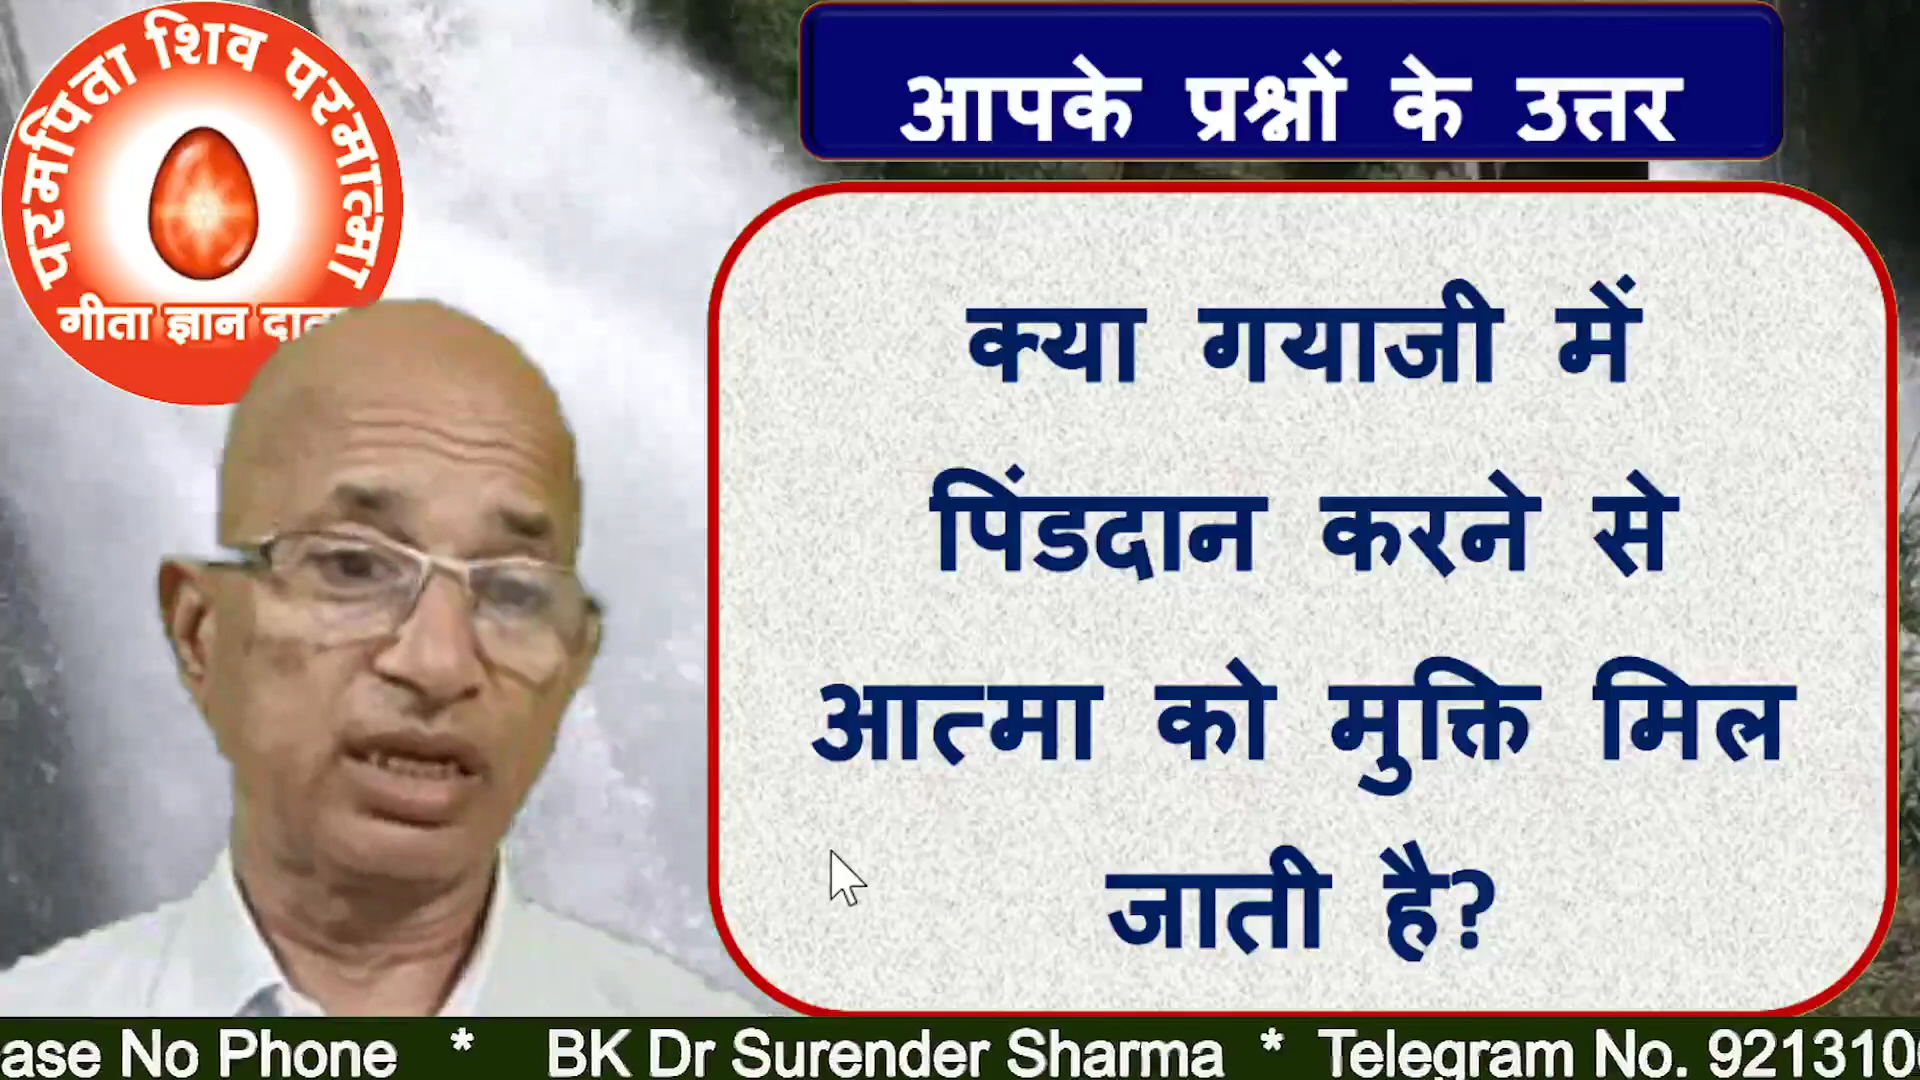 परमपिता शिव परमात्मा
गीता ज्ञान
आपके प्रश्नों के उत्तर
क्या गयाजी में
पिंडदान करने से
आत्मा को मुक्ति मिल
जाती है?
ase No Phone * BK Dr Surender Sharma * Telegram No. 921310